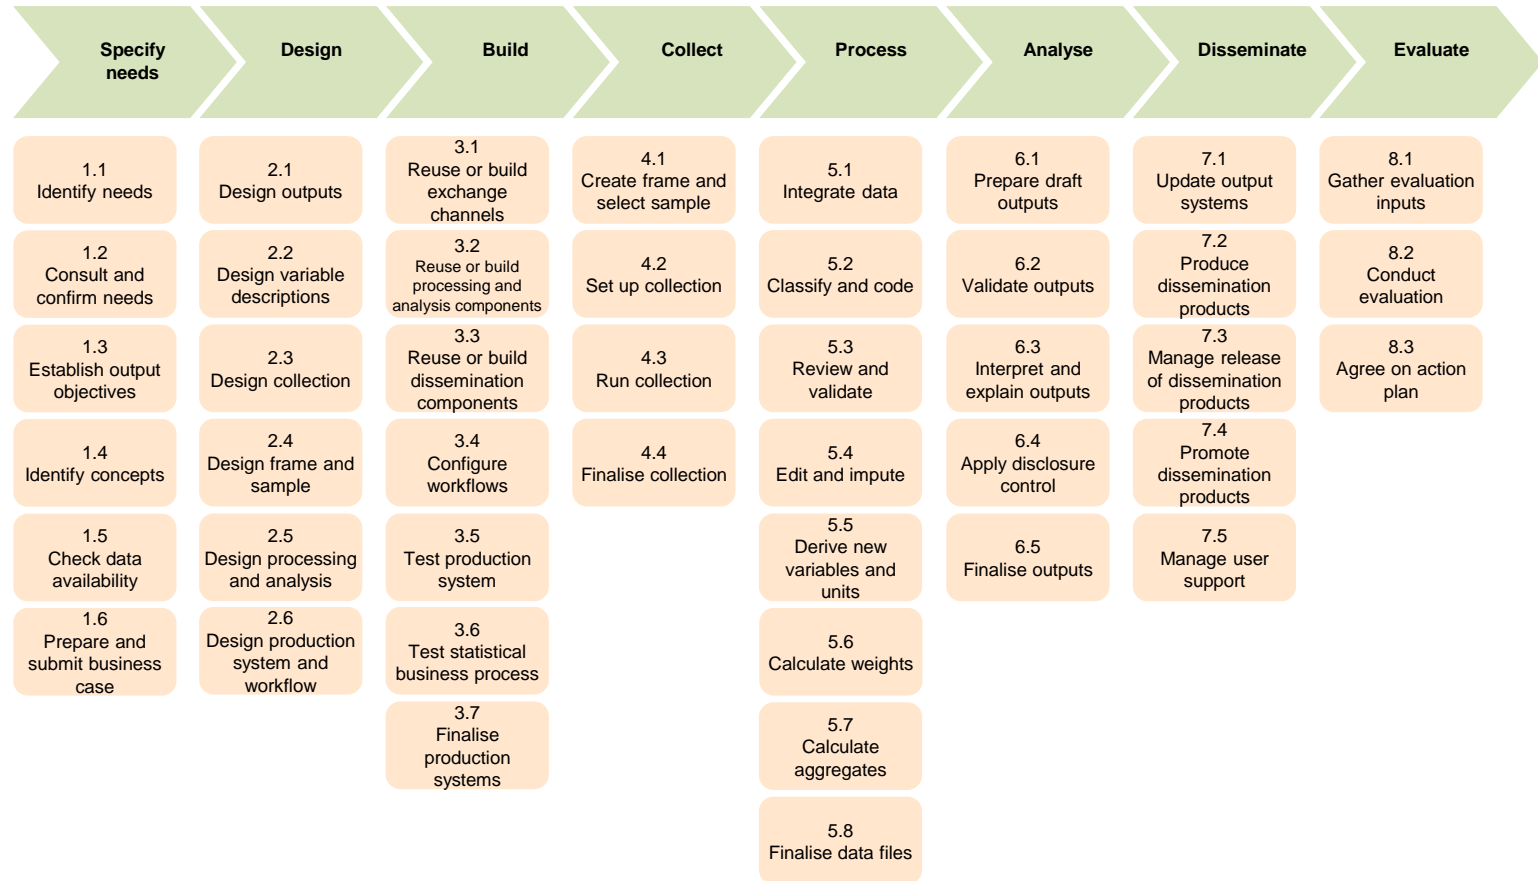 Specify
needs
Design
Build
Collect
Process
Analyse
Disseminate
Evaluate
1.1
Identify needs
1.2
Consult and
confirm needs
1.3
Establish output
objectives
1.4
Identify concepts
1.5
Check data
availability
1.6
Prepare and
submit business
case
2.1
Design outputs
2.2
Design variable
descriptions
2.3
Design collection
2.4
Design frame and
sample
2.5
Design processing
and analysis
2.6
Design production
system and
workflow
3.1
Reuse or build
exchange
channels
3.2
Reuse or build
processing and
analysis components
3.3
Reuse or build
dissemination
components
3.4
Configure
workflows
3.5
Test production
system
3.6
Test statistical
business process
3.7
Finalise
production
systems
4.1
Create frame and
select sample
4.2
Set up collection
4.3
Run collection
4.4
Finalise collection
5.1
Integrate data
5.2
Classify and code
5.3
Review and
validate
5.4
Edit and impute
5.5
Derive new
variables and
units
5.6
Calculate weights
5.7
Calculate
aggregates
5.8
Finalise data files
6.1
Prepare draft
outputs
6.2
Validate outputs
6.3
Interpret and
explain outputs
6.4
Apply disclosure
control
6.5
Finalise outputs
7.1
Update output
systems
7.2
Produce
dissemination
products
7.3
Manage release
of dissemination
products
7.4
Promote
dissemination
products
7.5
Manage user
support
8.1
Gather evaluation
inputs
8.2
Conduct
evaluation
8.3
Agree on action
plan